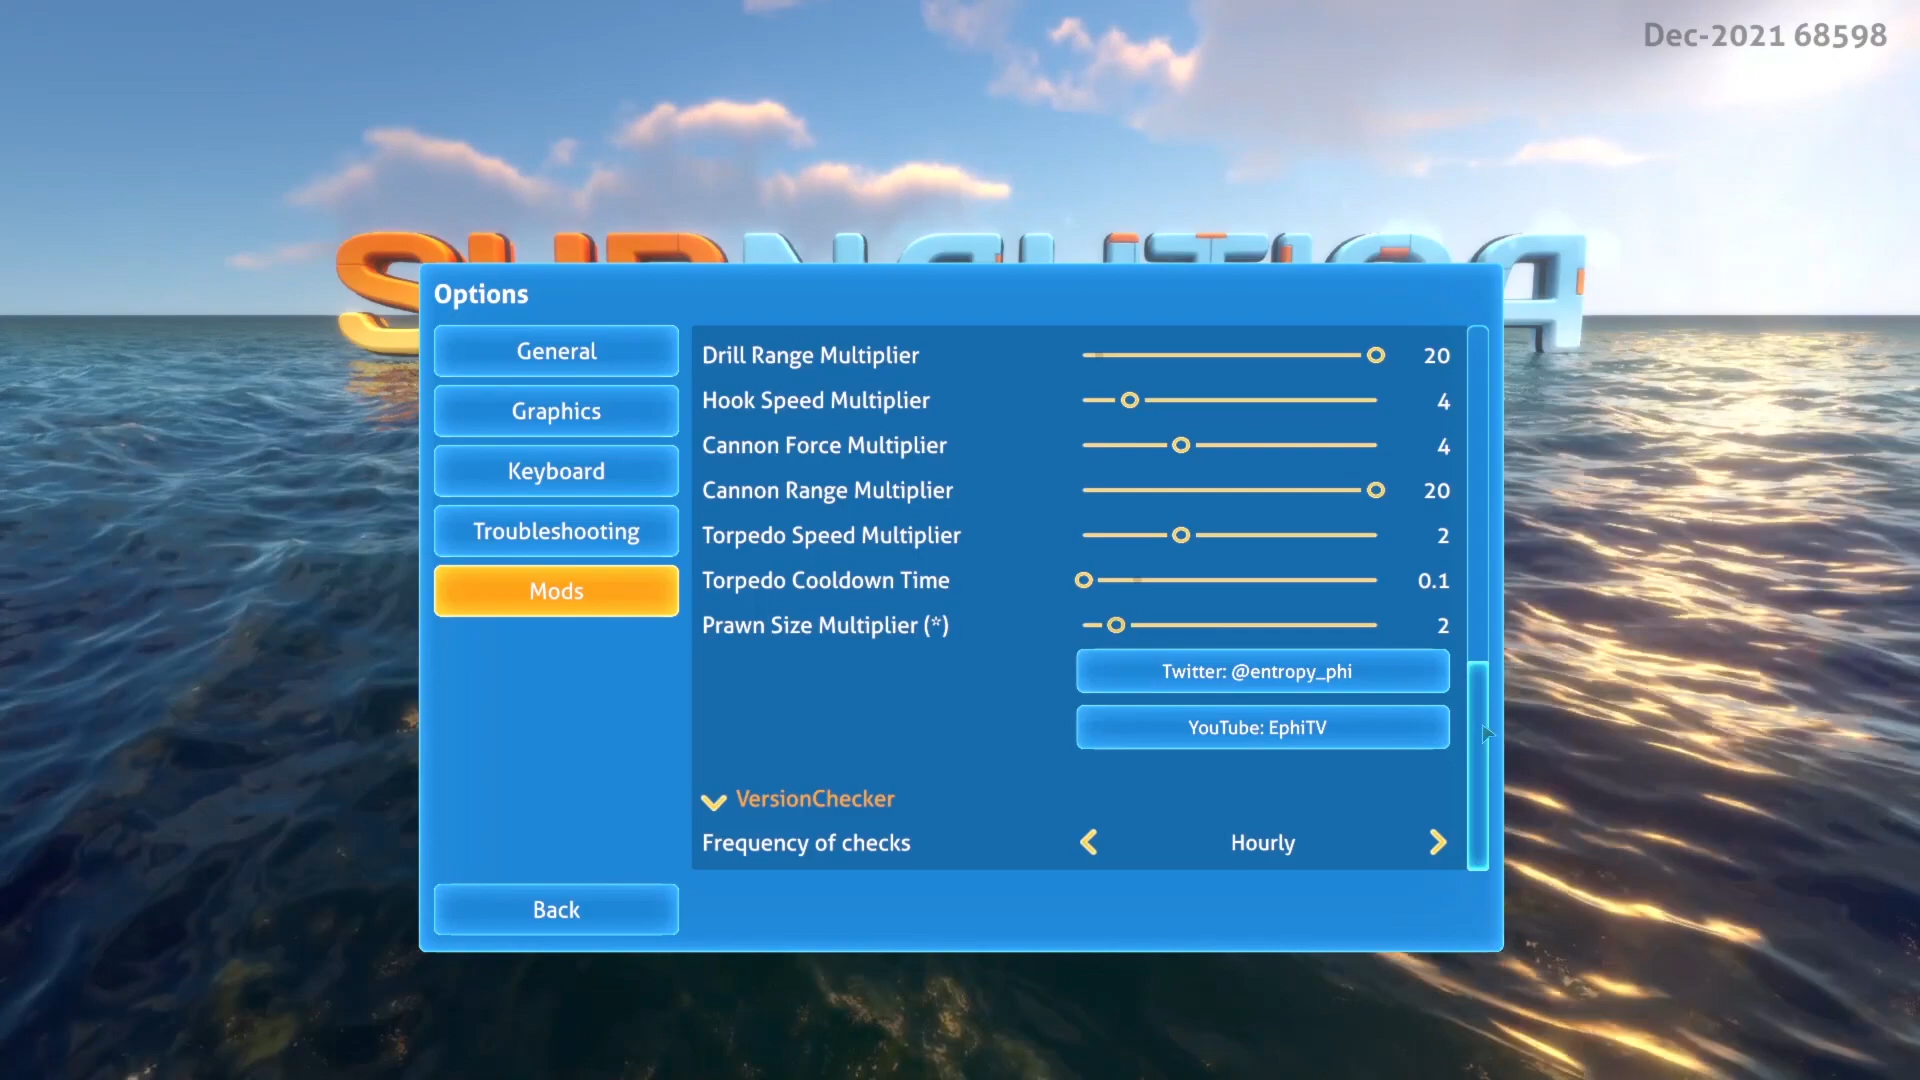 Dec-2021 68598
SUBNAUTICA
Options
General
Graphics
Keyboard
Troubleshooting
Mods
Back
Drill Range Multiplier 20
Hook Speed Multiplier 4
Cannon Force Multiplier 4
Cannon Range Multiplier 20
Torpedo Speed Multiplier 2
Torpedo Cooldown Time 0.1
Prawn Size Multiplier (*) 2
Twitter: @entropy_phi
YouTube: EphiTV
VersionChecker
Frequency of checks Hourly